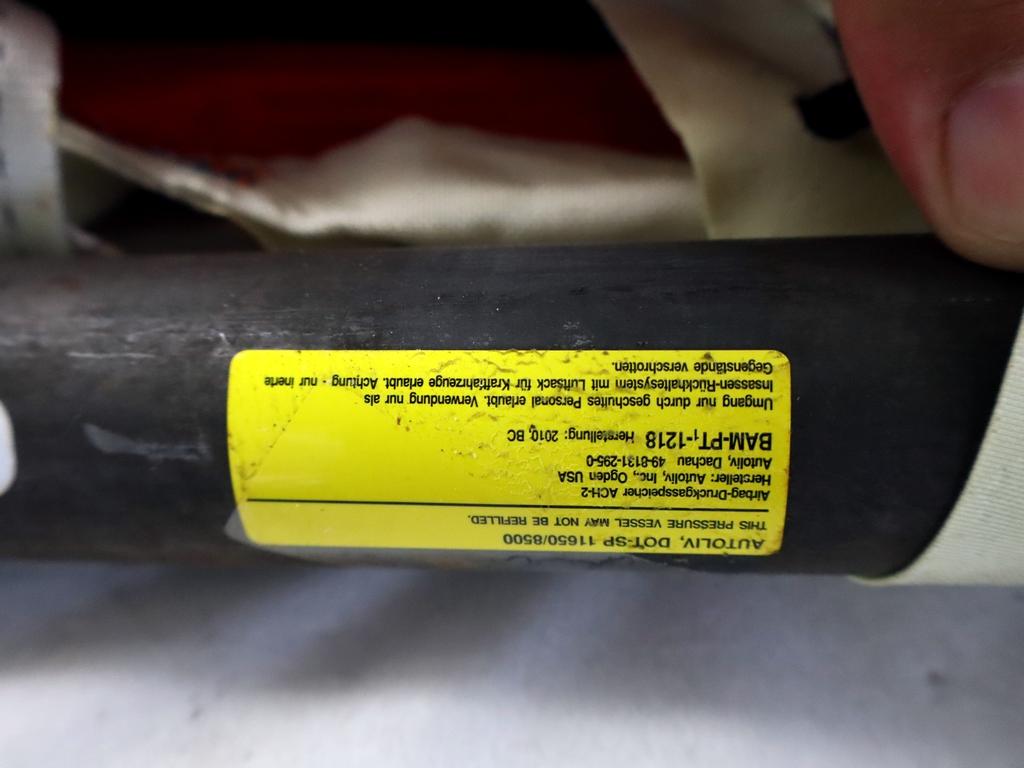 AUTOLIV, DOT-SP 11650/8500
THIS PRESSURE VESSEL MAY NOT BE REFILLED.
Airbag-Druckgasspeicher ACH-2
Hersteller: Autoliv, Inc., Ogden USA
Autoliv, Dachau 49-8131-295-0
BAM-PT₁-1218 Herstellung: 2010, BC
Umgang nur durch geschultes Personal erlaubt. Verwendung nur als
Insassen-Rückhaltesystem mit Luftsack für Kraftfahrzeuge erlaubt. Achtung - nur inerte
Gegenstände verschrotten.